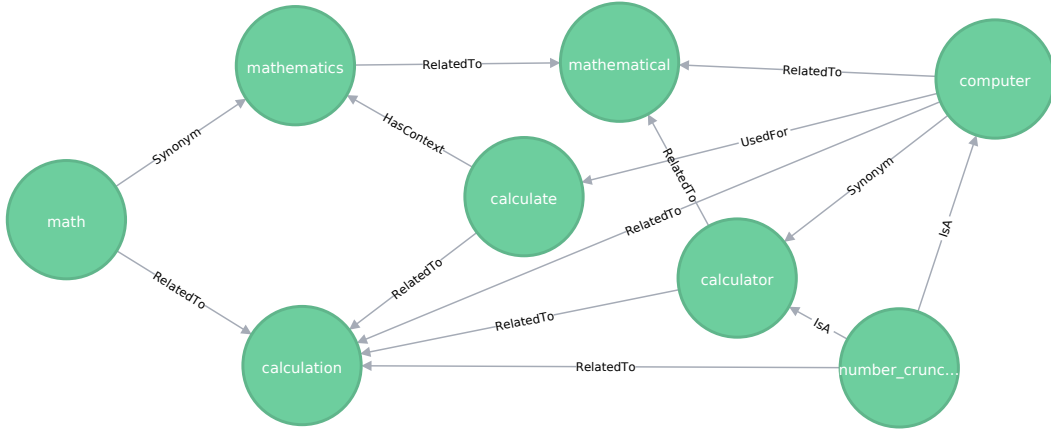 mathematics
RelatedTo
mathematical
RelatedTo
computer
Synonym
HasContext
UsedFor
RelatedTo
Synonym
math
calculate
RelatedTo
IsA
RelatedTo
RelatedTo
calculator
RelatedTo
IsA
calculation
RelatedTo
number_crunc...